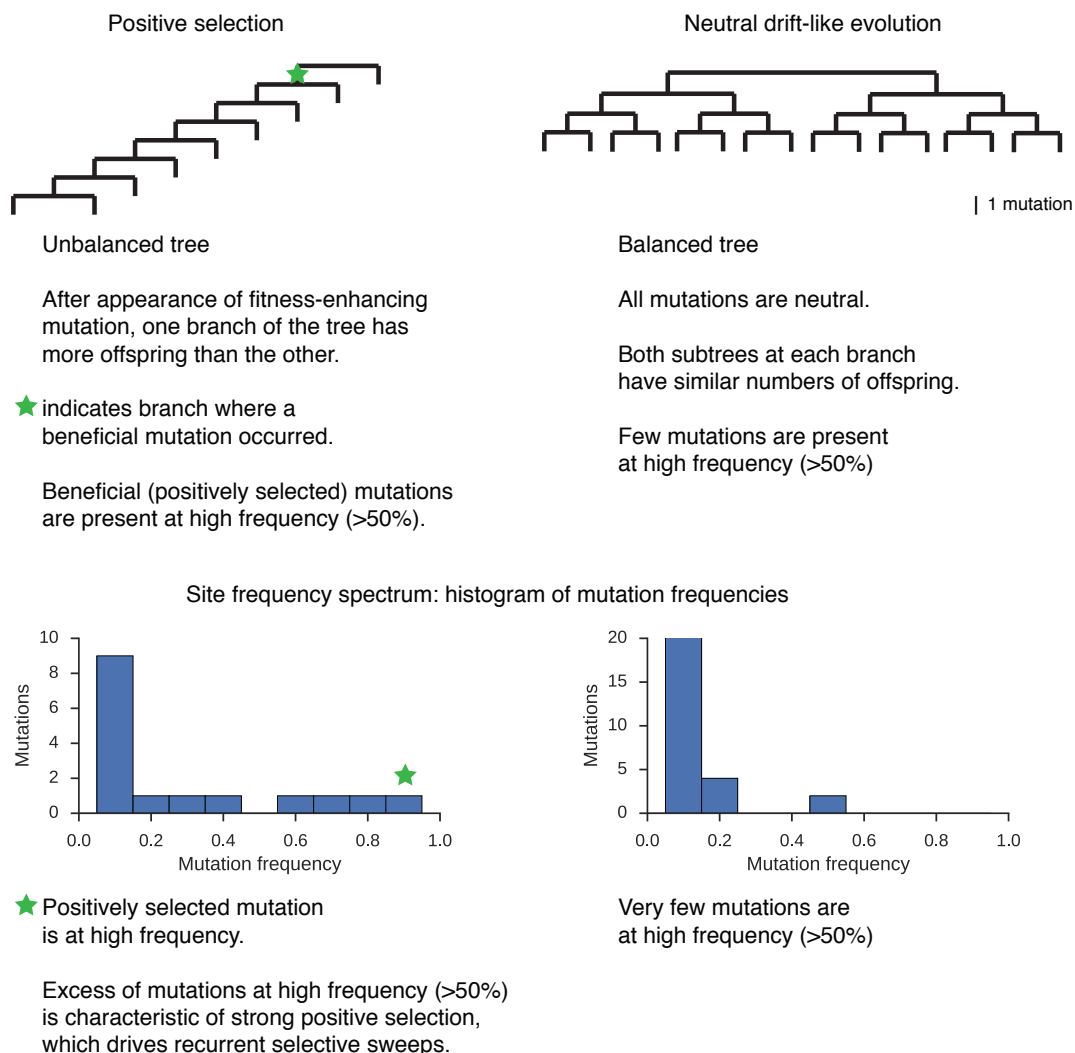 Positive selection
Neutral drift-like evolution
1 mutation
Unbalanced tree
After appearance of fitness-enhancing
mutation, one branch of the tree has
more offspring than the other.
indicates branch where a
beneficial mutation occurred.
Beneficial (positively selected) mutations
are present at high frequency (>50%).
Balanced tree
All mutations are neutral.
Both subtrees at each branch
have similar numbers of offspring.
Few mutations are present
at high frequency (>50%)
Site frequency spectrum: histogram of mutation frequencies
Mutations
10
8
6
4
2
0
0.0 0.2 0.4 0.6 0.8 1.0
Mutation frequency
Mutations
20
15
10
5
0
0.0 0.2 0.4 0.6 0.8 1.0
Mutation frequency
Positively selected mutation
is at high frequency.
Excess of mutations at high frequency (>50%)
is characteristic of strong positive selection,
which drives recurrent selective sweeps.
Very few mutations are
at high frequency (>50%)